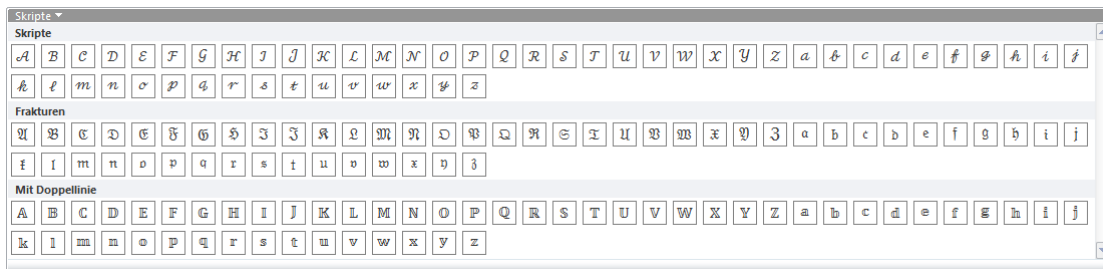 Skripte
Skripte
𝒜 ℬ 𝒞 𝒟 ℰ ℱ 𝒢 ℋ ℐ 𝒥 𝒦 ℒ ℳ 𝒩 𝒪 𝒫 𝒬 ℛ 𝒮 𝒯 𝒰 𝒱 𝒲 𝒳 𝒴 𝒵 𝒶 𝒷 𝒸 𝒹 ℯ 𝒻 ℊ 𝒽 𝒾 𝒿
𝓀 ℓ 𝓂 𝓃 ℴ 𝓅 𝓆 𝓇 𝓈 𝓉 𝓊 𝓋 𝓌 𝓍 𝓎 𝓏
Frakturen
𝔄 𝔅 ℭ 𝔇 𝔈 𝔉 𝔊 ℌ ℑ 𝔍 𝔎 𝔏 𝔐 𝔑 𝔒 𝔓 𝔔 ℜ 𝔖 𝔗 𝔘 𝔙 𝔚 𝔛 𝔜 ℨ 𝔞 𝔟 𝔠 𝔡 𝔢 𝔣 𝔤 𝔥 𝔦 𝔧
𝔨 𝔩 𝔪 𝔫 𝔬 𝔭 𝔮 𝔯 𝔰 𝔱 𝔲 𝔳 𝔴 𝔵 𝔶 𝔷
Mit Doppellinie
𝔸 𝔹 ℂ 𝔻 𝔼 𝔽 𝔾 ℍ 𝕀 𝕁 𝕂 𝕃 𝕄 ℕ 𝕆 ℙ ℚ ℝ 𝕊 𝕋 𝕌 𝕍 𝕎 𝕏 𝕐 ℤ 𝕒 𝕓 𝕔 𝕕 𝕖 𝕗 𝕘 𝕙 𝕚 𝕛
𝕜 𝕝 𝕞 𝕟 𝕠 𝕡 𝕢 𝕣 𝕤 𝕥 𝕦 𝕧 𝕨 𝕩 𝕪 𝕫